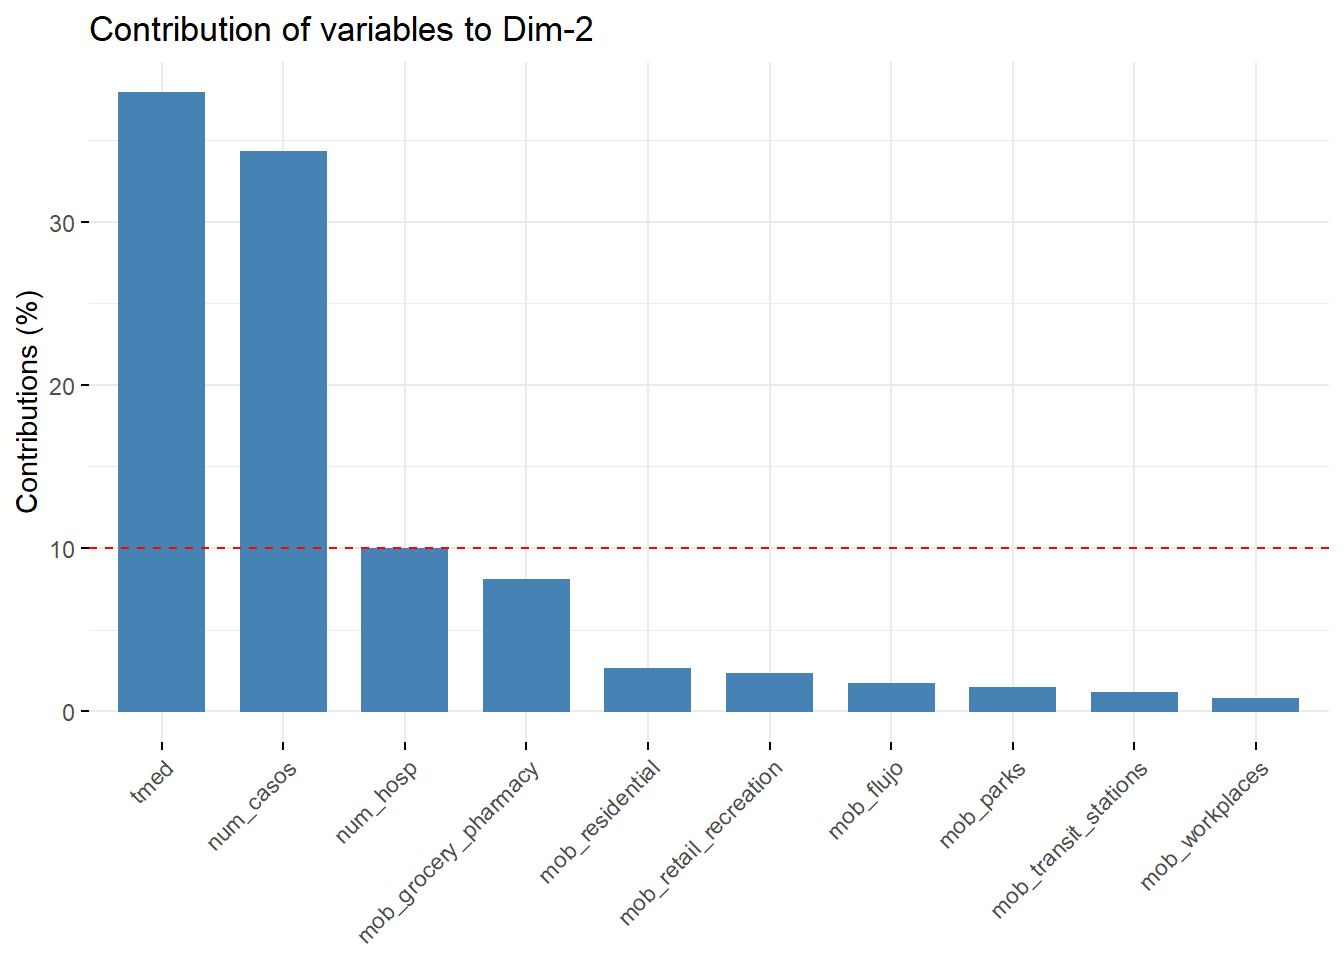 Contribution of variables to Dim-2
Contributions (%)
30
20
10
0
tmed
num_casos
num_hosp
mob_grocery_pharmacy
mob_residential
mob_retail_recreation
mob_flujo
mob_parks
mob_transit_stations
mob_workplaces